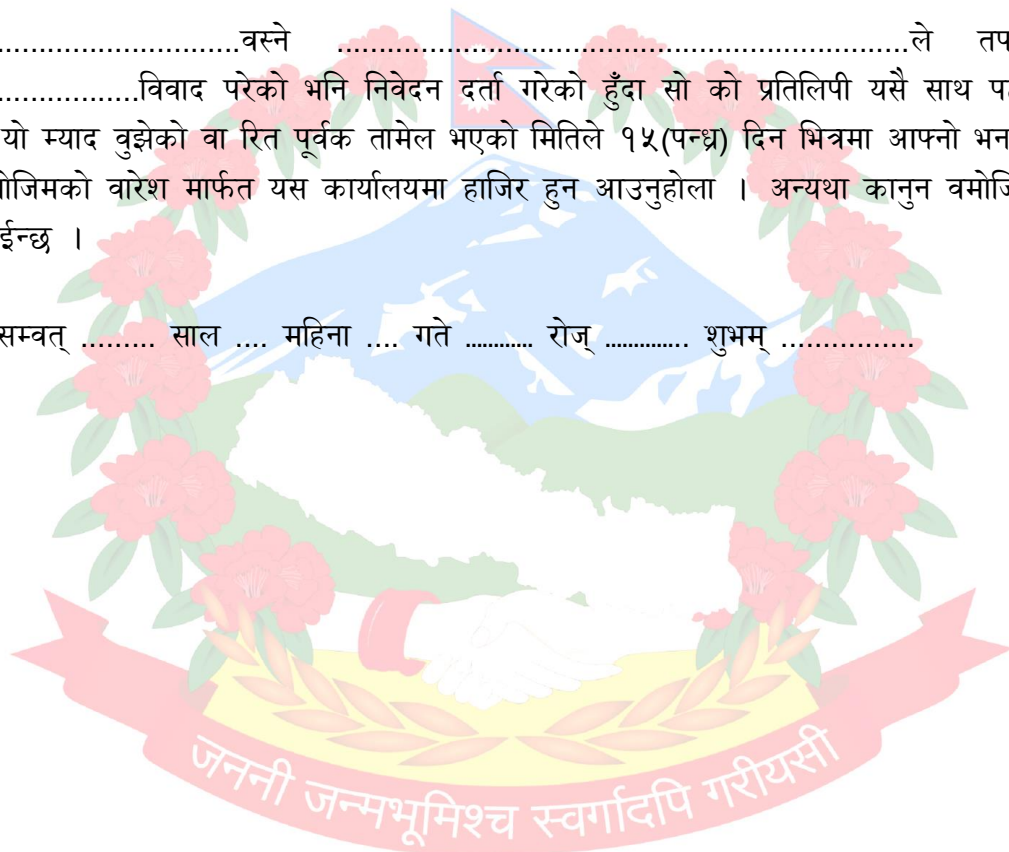 .............................वस्ने .....................................................................ले तप
.................विवाद परेको भनि निवेदन दर्ता गरेको हुँदा सो को प्रतिलिपी यसै साथ
यो म्याद वुझेको वा रित पूर्वक तामेल भएको मितिले १५(पन्ध्र) दिन भित्रमा आफ्नो भन
ोजिमको वारेश मार्फत यस कार्यालयमा हाजिर हुन आउनुहोला । अन्यथा कानुन वमोजि
ईन्छ ।
सम्वत् ......... साल .... महिना .... गते ............ रोज् .............. शुभम् ................
जननी जन्मभूमिश्च स्वर्गादपि गरीयसी